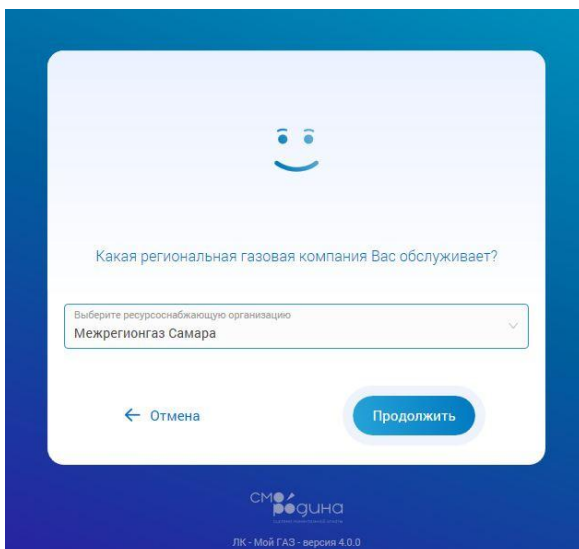 Какая региональная газовая компания Вас обслуживает?
Выберите ресурсоснабжающую организацию
Межрегионгаз Самара
← Отмена
Продолжить
СМОРОДИНА
ЛК - Мой ГАЗ - версия 4.0.0